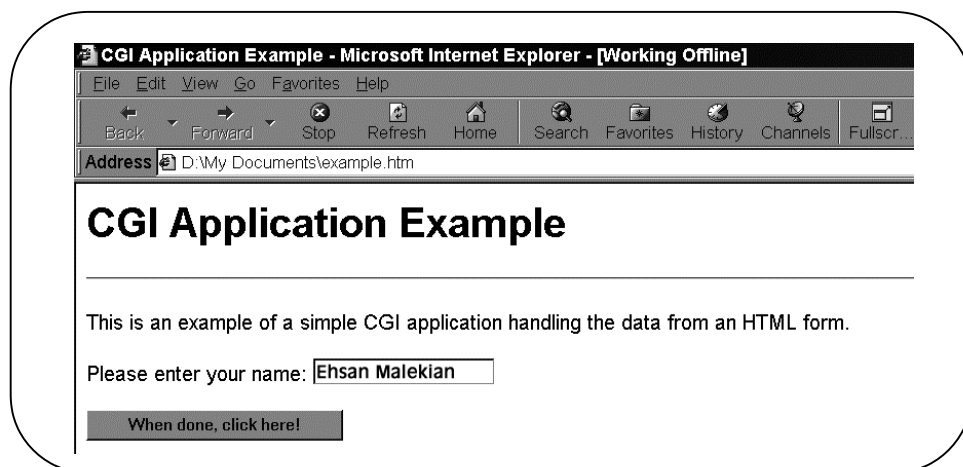 CGI Application Example - Microsoft Internet Explorer - [Working Offline]
File Edit View Go Favorites Help
Back Forward Stop Refresh Home Search Favorites History Channels Fullscr...
Address D:\My Documents\example.htm
CGI Application Example
This is an example of a simple CGI application handling the data from an HTML form.
Please enter your name: Ehsan Malekian
When done, click here!